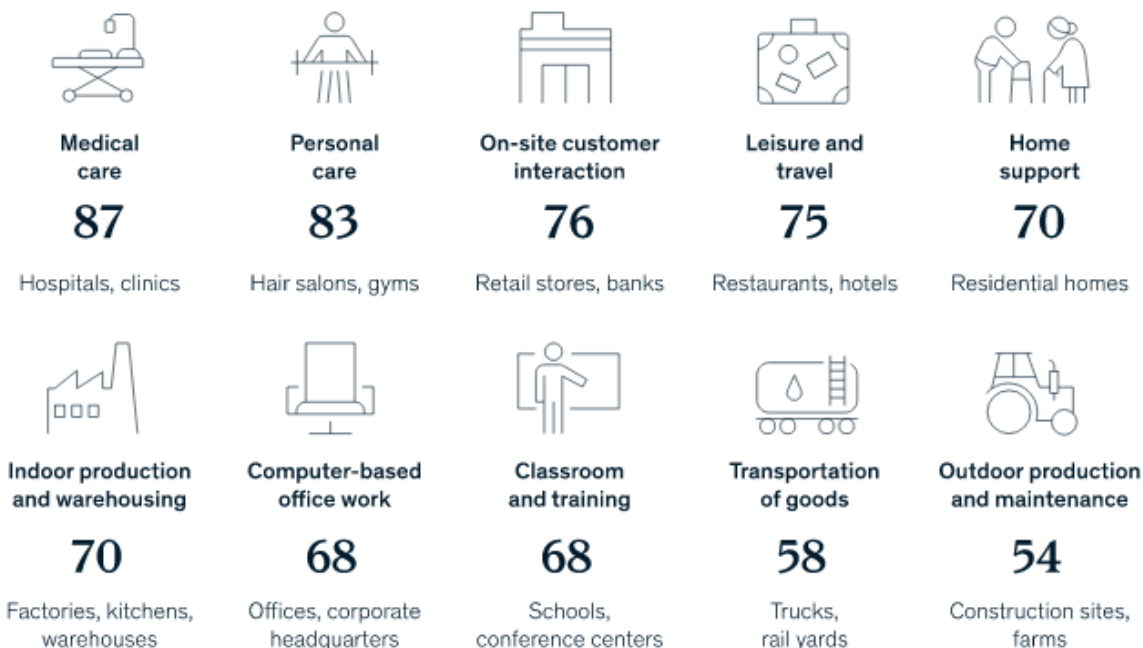 Medical
care
87
Hospitals, clinics
Personal
care
83
Hair salons, gyms
On-site customer
interaction
76
Retail stores, banks
Leisure and
travel
75
Restaurants, hotels
Home
support
70
Residential homes
Indoor production
and warehousing
70
Factories, kitchens,
warehouses
Computer-based
office work
68
Offices, corporate
headquarters
Classroom
and training
68
Schools,
conference centers
Transportation
of goods
58
Trucks,
rail yards
Outdoor production
and maintenance
54
Construction sites,
farms